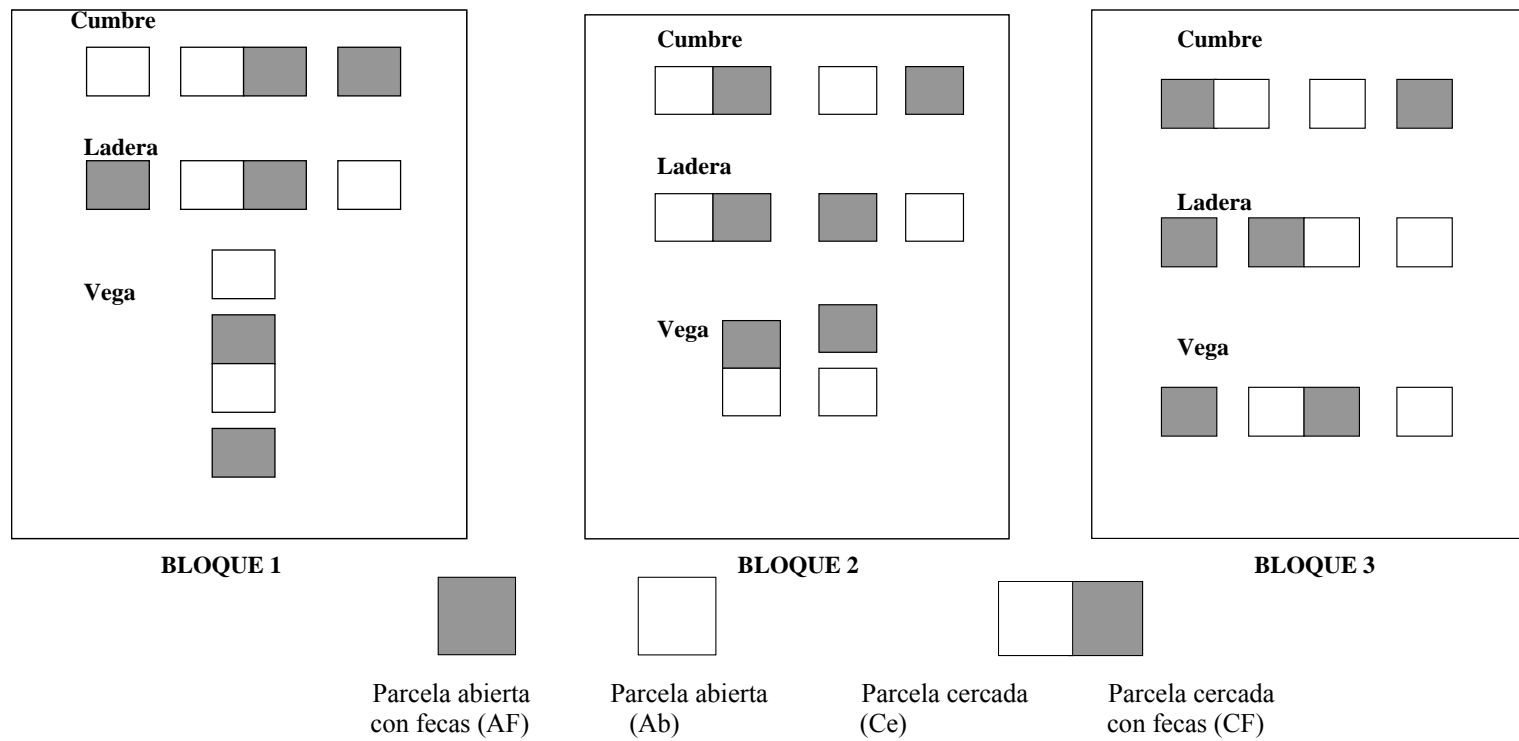 Cumbre
Ladera
Vega
BLOQUE 1
Cumbre
Ladera
Vega
BLOQUE 2
Cumbre
Ladera
Vega
BLOQUE 3
Parcela abierta
con fecas (AF)
Parcela abierta
(Ab)
Parcela cercada
(Ce)
Parcela cercada
con fecas (CF)